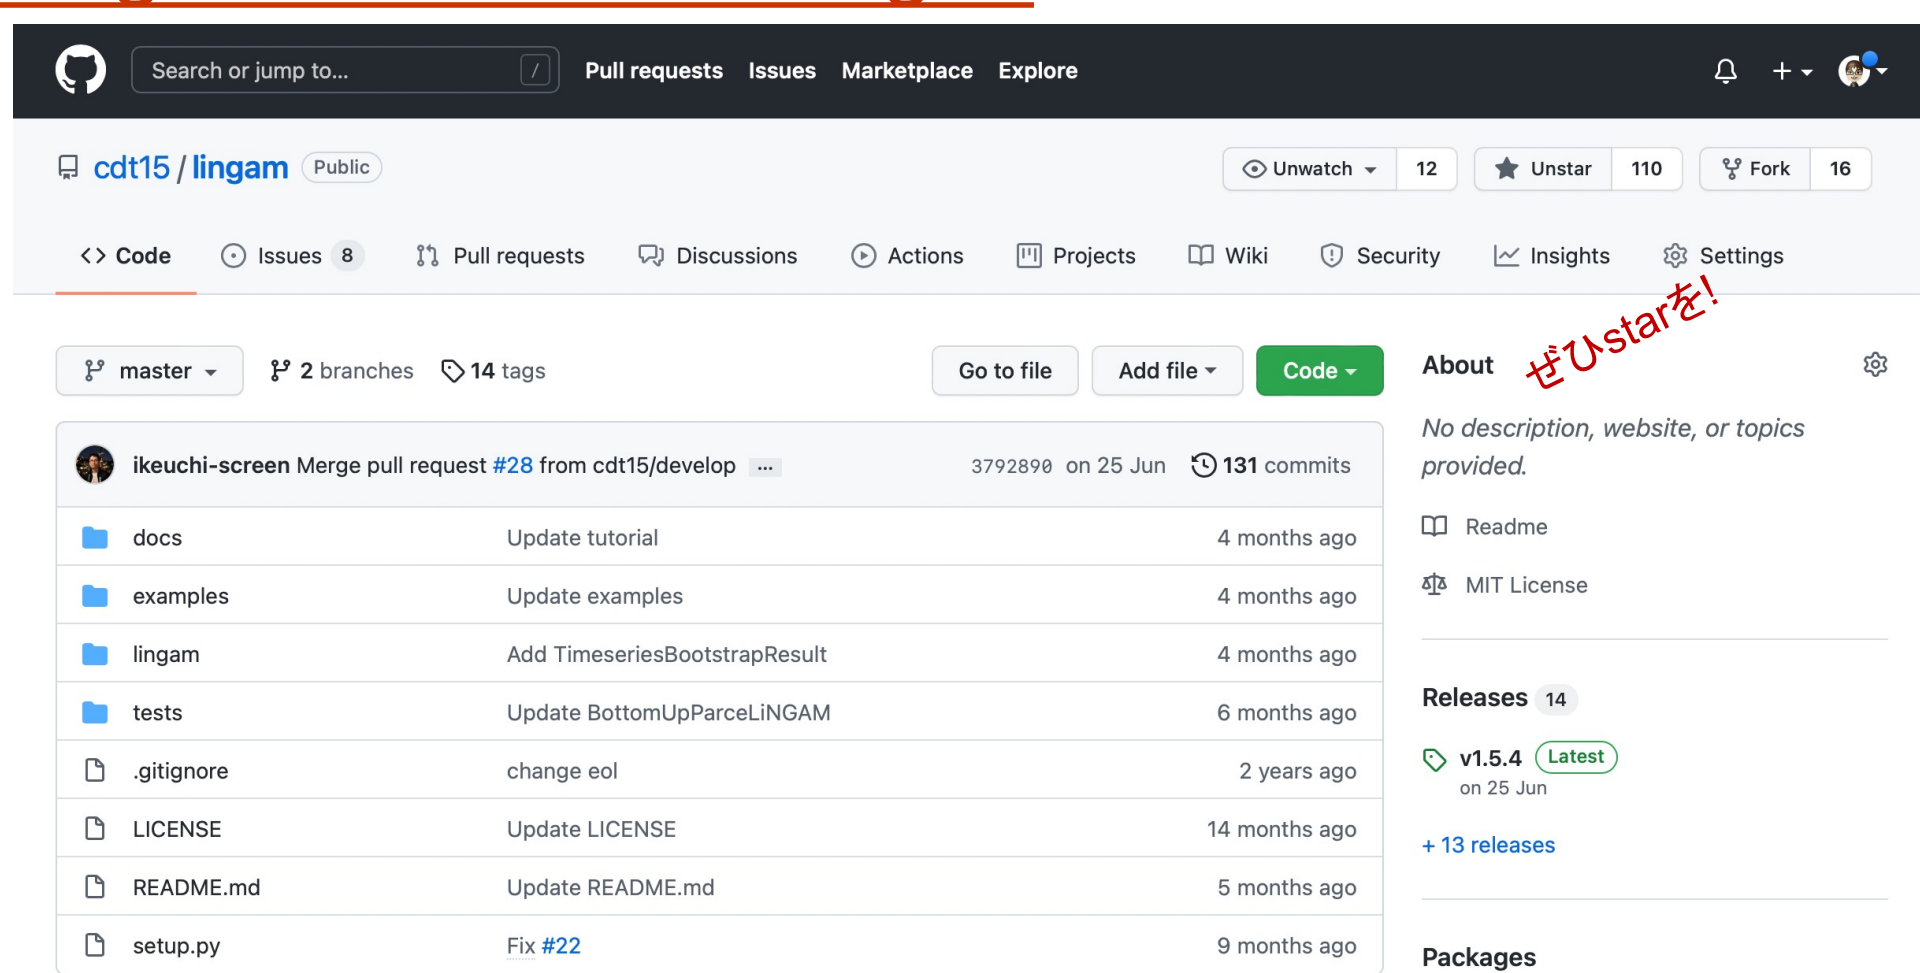 Search or jump to... /
Pull requests Issues Marketplace Explore
cdt15 / lingam Public
Unwatch 12 Unstar 110 Fork 16
Code Issues 8 Pull requests Discussions Actions Projects Wiki Security Insights Settings
ぜひstarを!
master 2 branches 14 tags Go to file Add file Code
ikeuchi-screen Merge pull request #28 from cdt15/develop ... 3792890 on 25 Jun 131 commits
docs Update tutorial 4 months ago
examples Update examples 4 months ago
lingam Add TimeseriesBootstrapResult 4 months ago
tests Update BottomUpParceLiNGAM 6 months ago
.gitignore change eol 2 years ago
LICENSE Update LICENSE 14 months ago
README.md Update README.md 5 months ago
setup.py Fix #22 9 months ago
About
No description, website, or topics
provided.
Readme
MIT License
Releases 14
v1.5.4 Latest
on 25 Jun
+ 13 releases
Packages